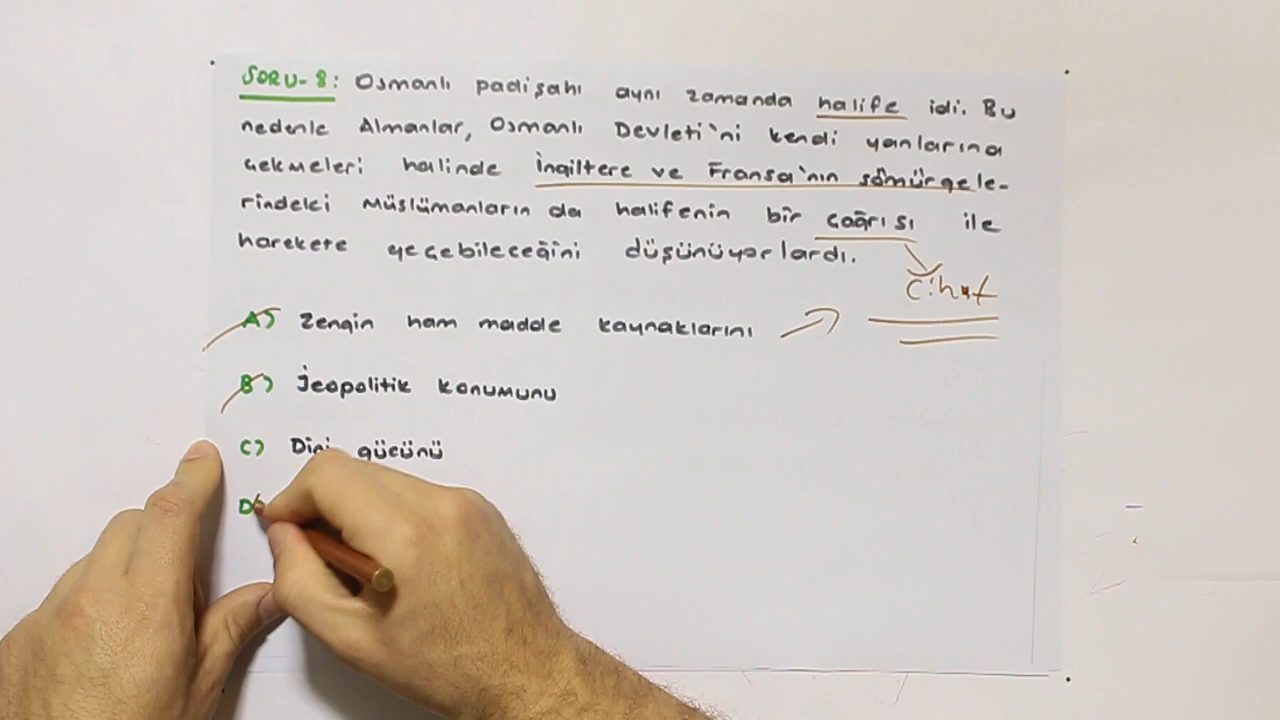 SORU-8: Osmanlı padişahı aynı zamanda halife idi. Bu
nedenle Almanlar, Osmanlı Devleti'ni kendi yanlarına
çekmeleri halinde İngiltere ve Fransa'nın sömürgele-
rindeki Müslümanların da halifenin bir çağrısı ile
harekete geçebileceğini düşünüyorlardı.
Cihat
A) Zengin ham madde kaynaklarını
B) Jeopolitik konumunu
C) Dini gücünü
D)